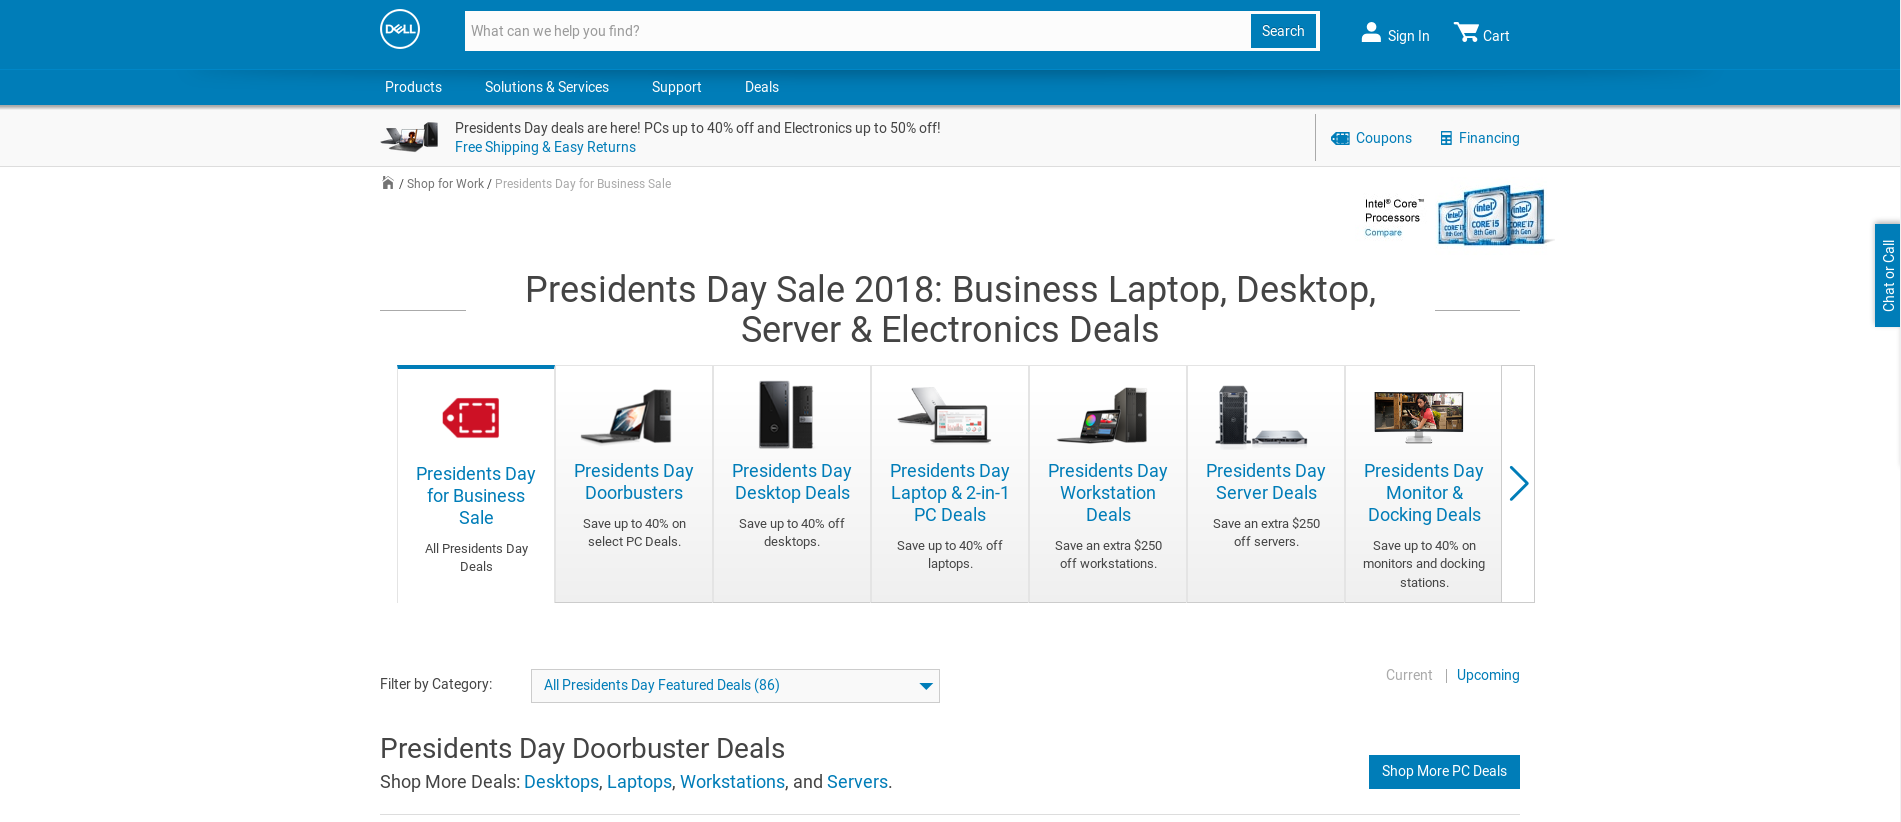 DELL
What can we help you find?
Search
Sign In
Cart
Products
Solutions & Services
Support
Deals
Presidents Day deals are here! PCs up to 40% off and Electronics up to 50% off!
Free Shipping & Easy Returns
Coupons
Financing
/ Shop for Work / Presidents Day for Business Sale
Intel® Core™
Processors
Compare
intel
CORE i5
8th Gen
intel
CORE i7
8th Gen
Chat or Call
Presidents Day Sale 2018: Business Laptop, Desktop,
Server & Electronics Deals
Presidents Day
for Business
Sale
All Presidents Day
Deals
Presidents Day
Doorbusters
Save up to 40% on
select PC Deals.
Presidents Day
Desktop Deals
Save up to 40% off
desktops.
Presidents Day
Laptop & 2-in-1
PC Deals
Save up to 40% off
laptops.
Presidents Day
Workstation
Deals
Save an extra $250
off workstations.
Presidents Day
Server Deals
Save an extra $250
off servers.
Presidents Day
Monitor &
Docking Deals
Save up to 40% on
monitors and docking
stations.
Filter by Category:
All Presidents Day Featured Deals (86)
Current
Upcoming
Presidents Day Doorbuster Deals
Shop More Deals: Desktops, Laptops, Workstations, and Servers.
Shop More PC Deals